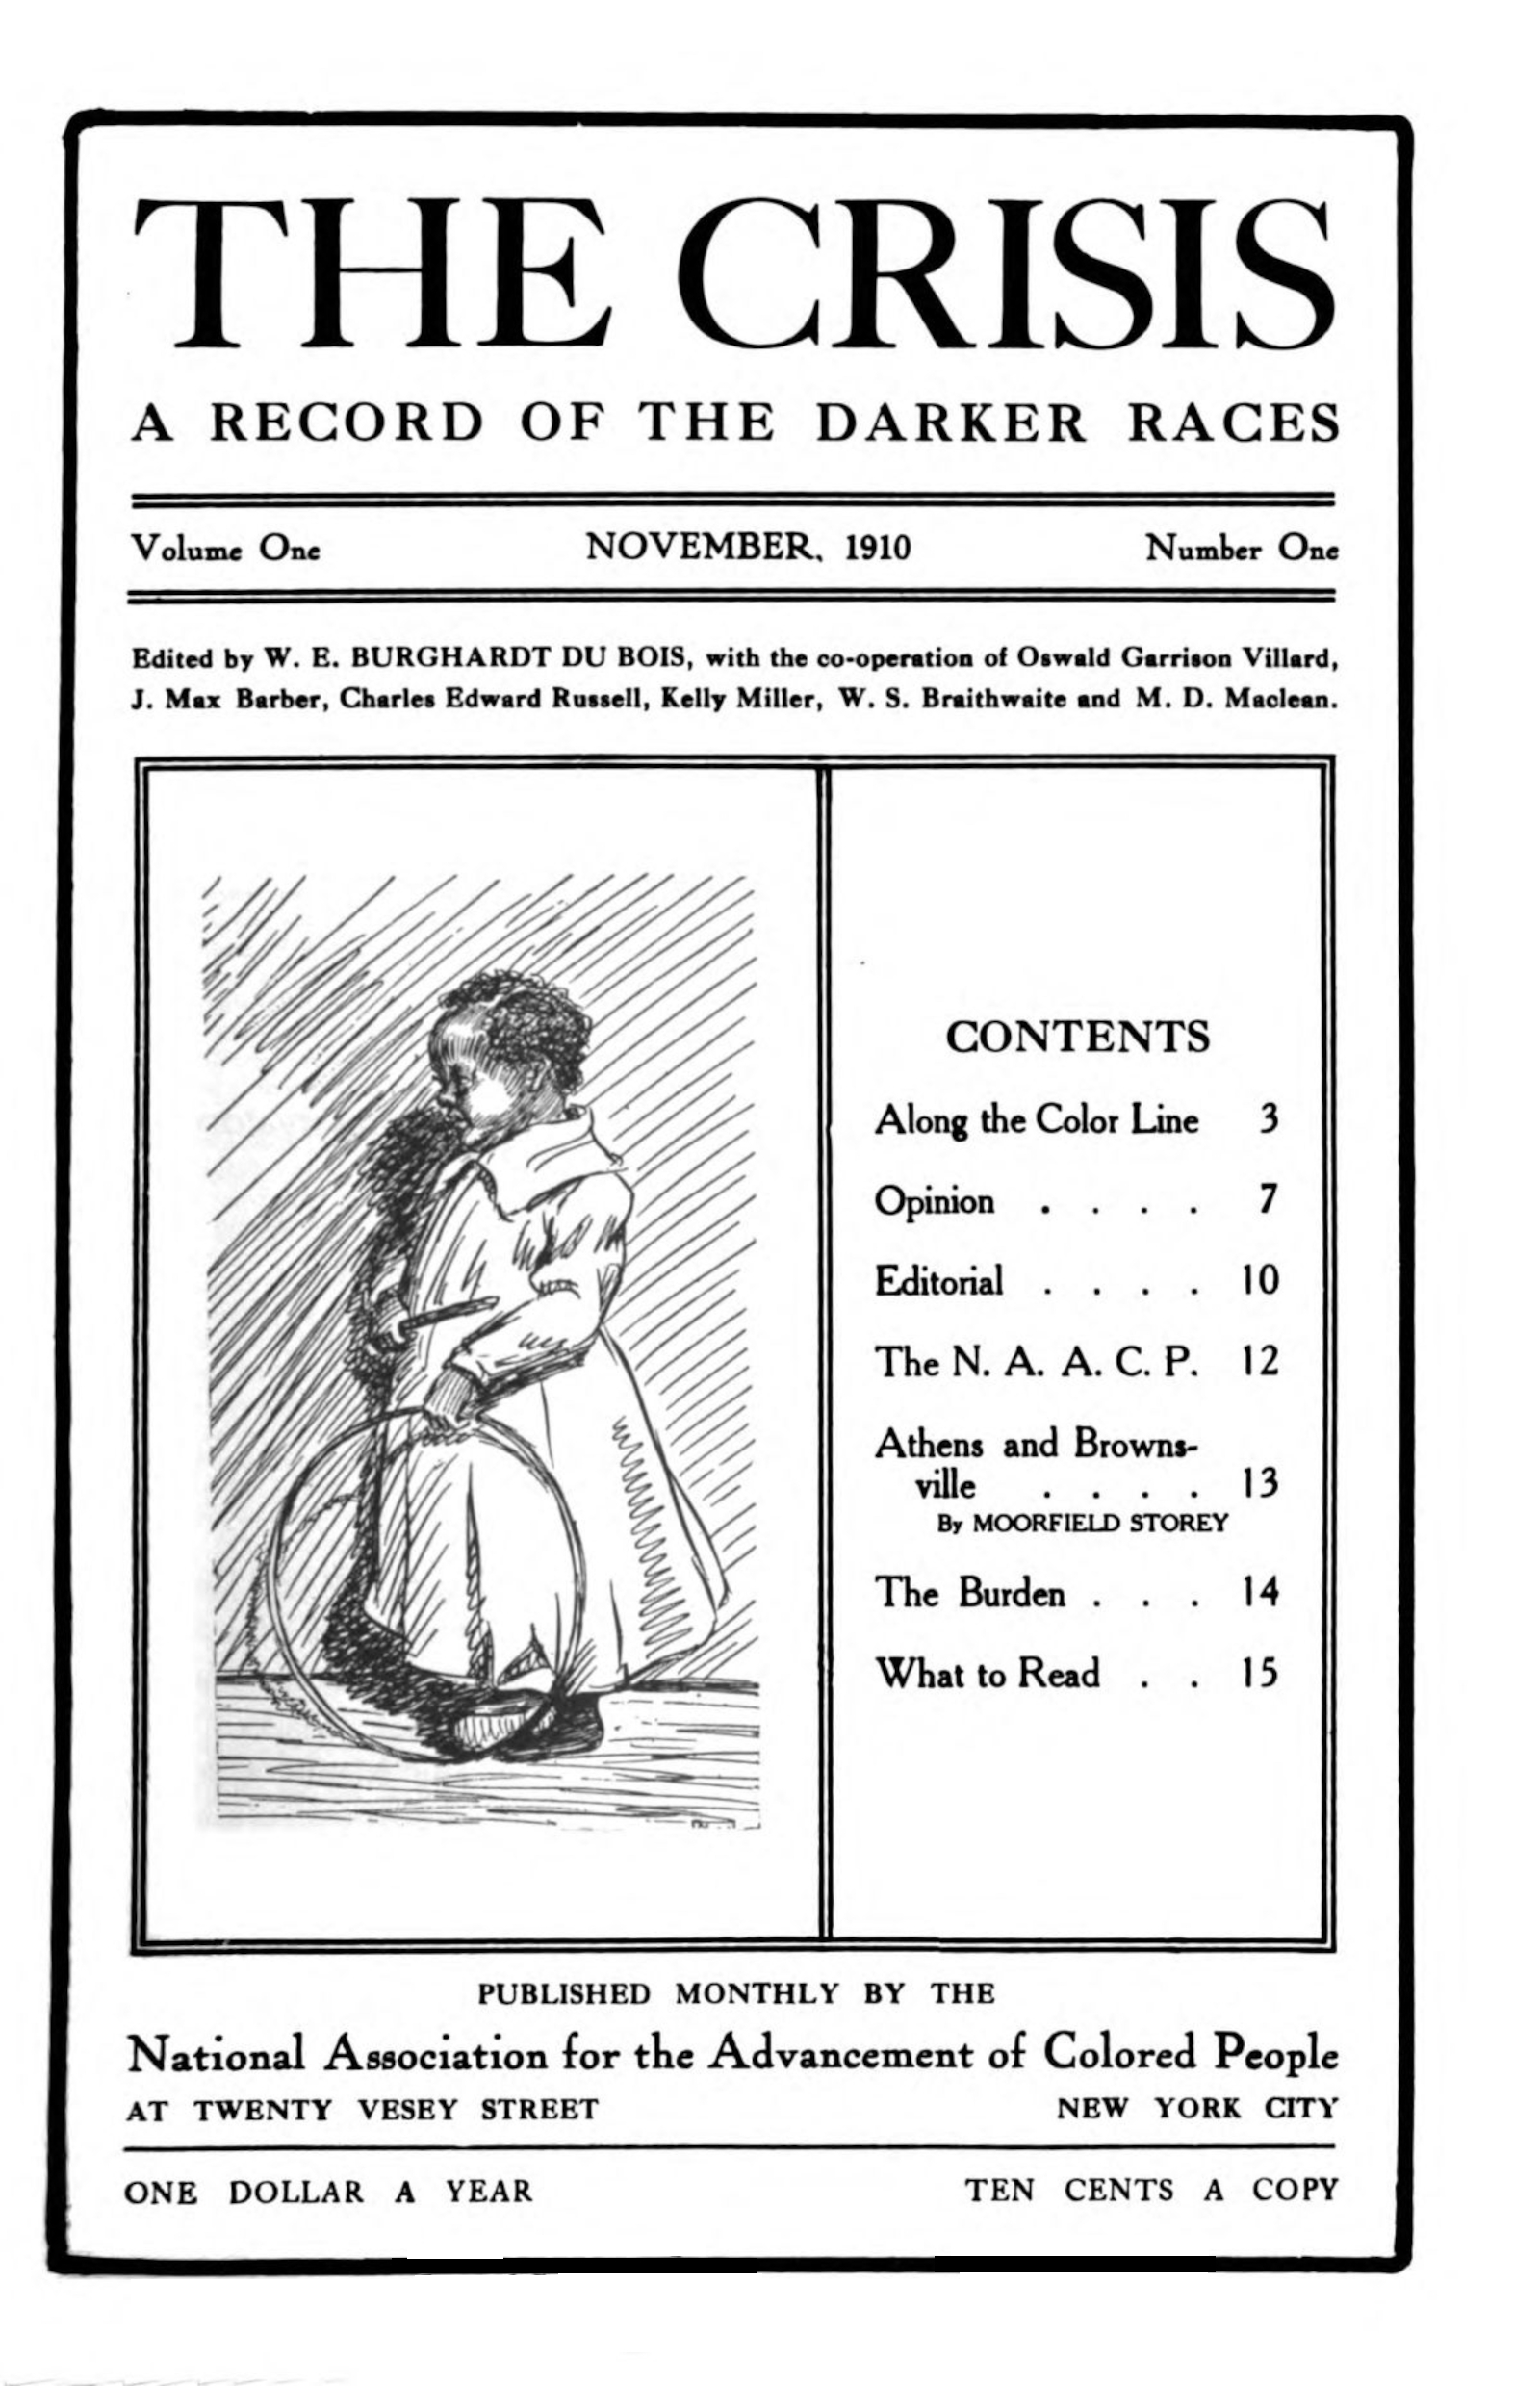 THE CRISIS
A RECORD OF THE DARKER RACES
Volume One NOVEMBER, 1910 Number One
Edited by W. E. BURGHARDT DU BOIS, with the co-operation of Oswald Garrison Villard,
J. Max Barber, Charles Edward Russell, Kelly Miller, W. S. Braithwaite and M. D. Maclean.
CONTENTS
Along the Color Line 3
Opinion . . . . 7
Editorial . . . . 10
The N. A. A. C. P. 12
Athens and Browns-
ville . . . . 13
By MOORFIELD STOREY
The Burden . . . 14
What to Read . . 15
PUBLISHED MONTHLY BY THE
National Association for the Advancement of Colored People
AT TWENTY VESEY STREET NEW YORK CITY
ONE DOLLAR A YEAR TEN CENTS A COPY